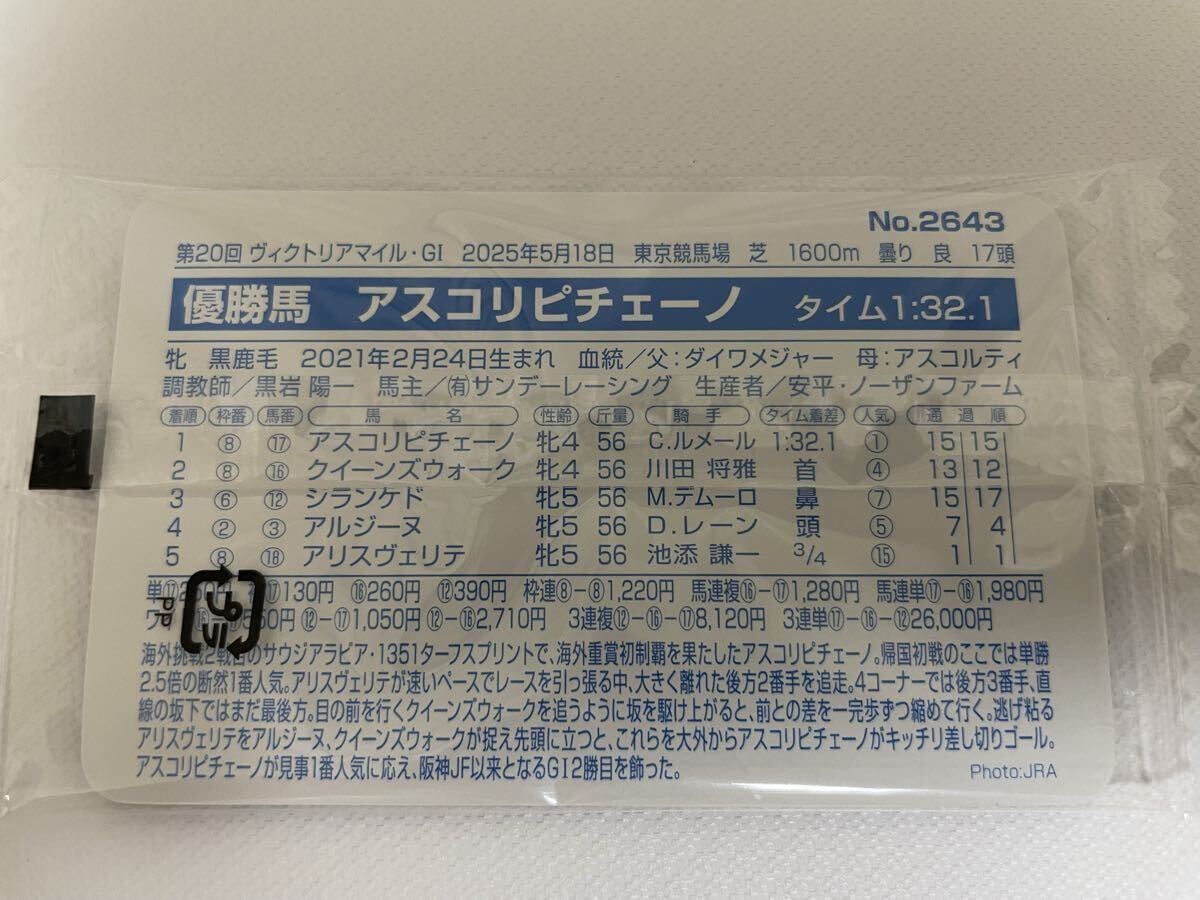 No.2643
第20回 ヴィクトリアマイル・GI 2025年5月18日 東京競馬場 芝 1600m 曇り 良 17頭
優勝馬 アスコリピチェーノ タイム1:32.1
牝 黒鹿毛 2021年2月24日生まれ 血統/父:ダイワメジャー 母:アスコルティ
調教師/黒岩 陽一 馬主/(有)サンデーレーシング 生産者/安平・ノーザンファーム
着順 枠番 馬番 馬名 性齢 斤量 騎手 タイム着差 人気 通過順
1 ⑧ ⑰ アスコリピチェーノ 牝4 56 C.ルメール 1:32.1 ① 15 15
2 ⑧ ⑯ クイーンズウォーク 牝4 56 川田 将雅 首 ④ 13 12
3 ⑥ ⑫ シランケド 牝5 56 M.デムーロ 鼻 ⑦ 15 17
4 ② ③ アルジーヌ 牝5 56 D.レーン 頭 ⑤ 7 4
5 ⑧ ⑱ アリスヴェリテ 牝5 56 池添 謙一 3/4 ⑮ 1 1
単⑰ ⑰130円 ⑯260円 ⑫390円 枠連⑧-⑧1,220円 馬連複⑯-⑰1,280円 馬連単⑰-⑯1,980円
ワ 円 ⑫-⑰1,050円 ⑫-⑯2,710円 3連複⑫-⑯-⑰8,120円 3連単⑰-⑯-⑫26,000円
プラ
海外挑戦2戦目のサウジアラビア・1351ターフスプリントで、海外重賞初制覇を果たしたアスコリピチェーノ。帰国初戦のここでは単勝
2.5倍の断然1番人気。アリスヴェリテが速いペースでレースを引っ張る中、大きく離れた後方2番手を追走。4コーナーでは後方3番手、直
線の坂下ではまだ最後方。目の前を行くクイーンズウォークを追うように坂を駆け上がると、前との差を一完歩ずつ縮めて行く。逃げ粘る
アリスヴェリテをアルジーヌ、クイーンズウォークが捉え先頭に立つと、これらを大外からアスコリピチェーノがキッチリ差し切りゴール。
アスコリピチェーノが見事1番人気に応え、阪神JF以来となるGI2勝目を飾った。
Photo:JRA